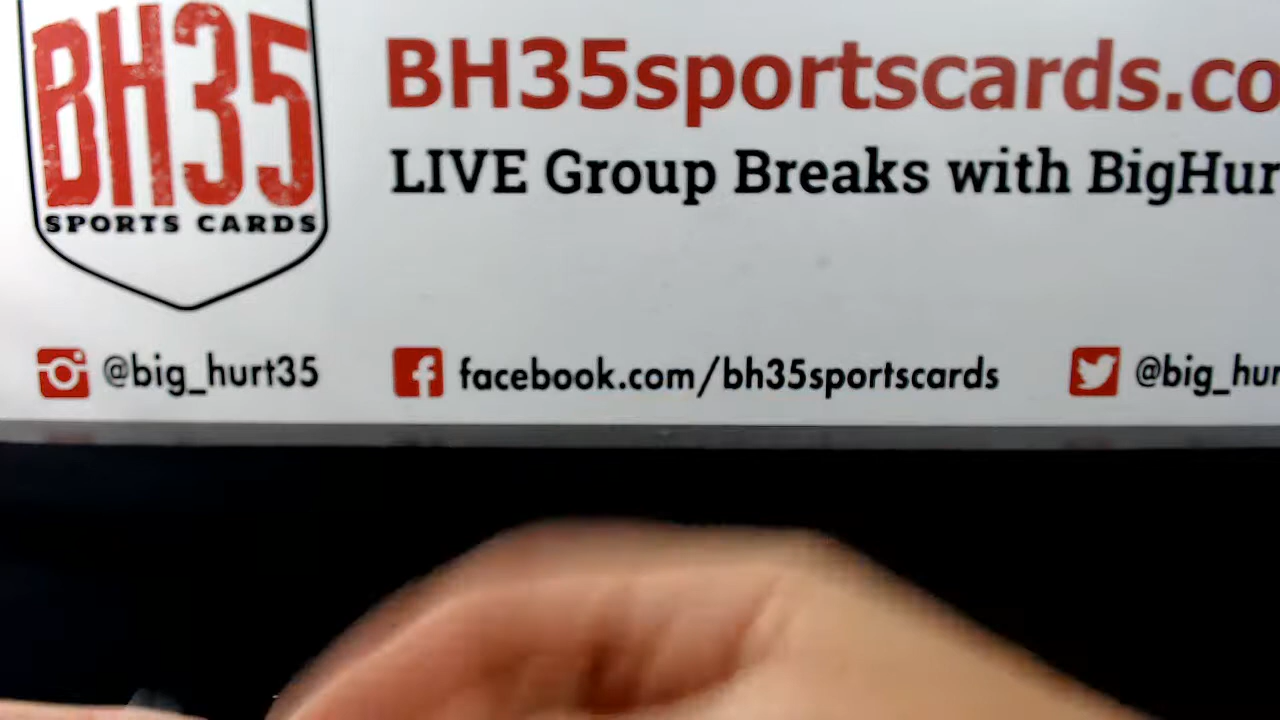 BH35
SPORTS CARDS
BH35sportscards.co
LIVE Group Breaks with BigHur
@big_hurt35
facebook.com/bh35sportscards
@big_hur